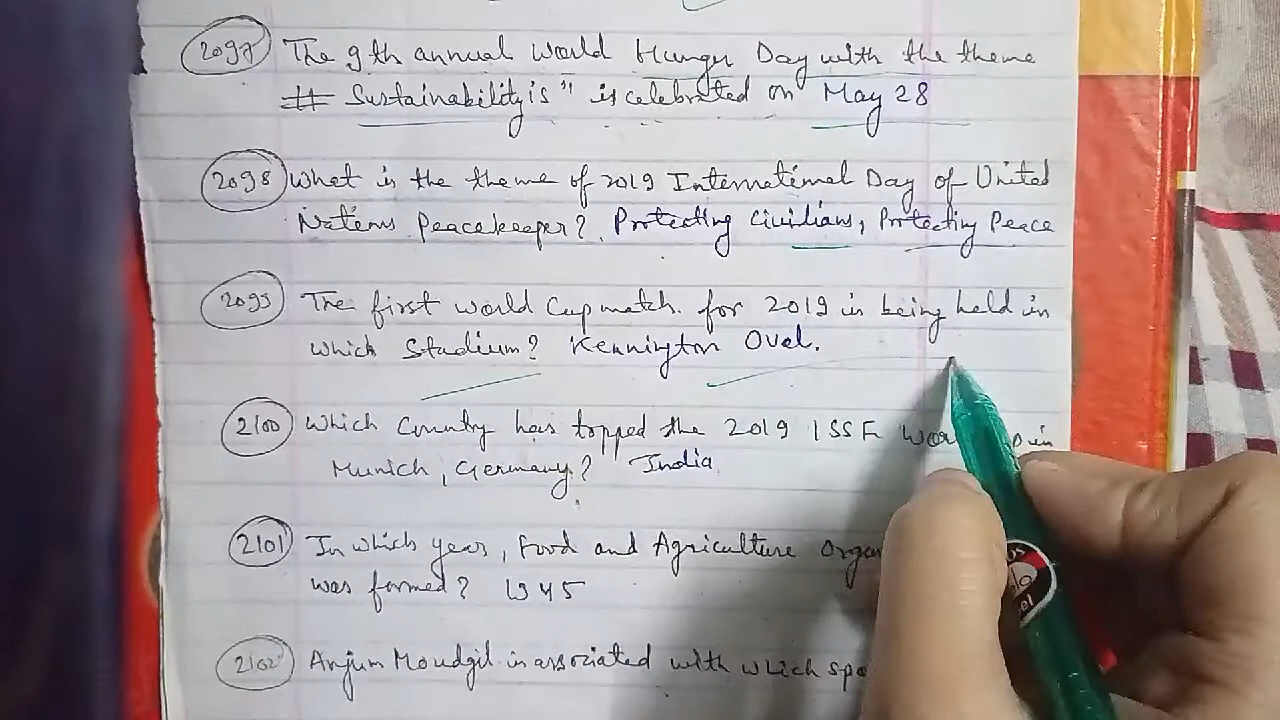 2097 The 9th annual World Hunger Day with the theme
# Sustainabilityis" is celebrated on May 28
2098 What is the theme of 2019 International Day of United
Nations Peacekeeper? Protecting Civilians, Protecting Peace
2099 The first World Cup match for 2019 is being held in
which Stadium? Kennington Oval.
2100 Which Country has topped the 2019 ISSF in
Munich, Germany? India
2101 In which year, Food and Agriculture
was formed? 1945
2102 Anjum Moudgil is associated with which